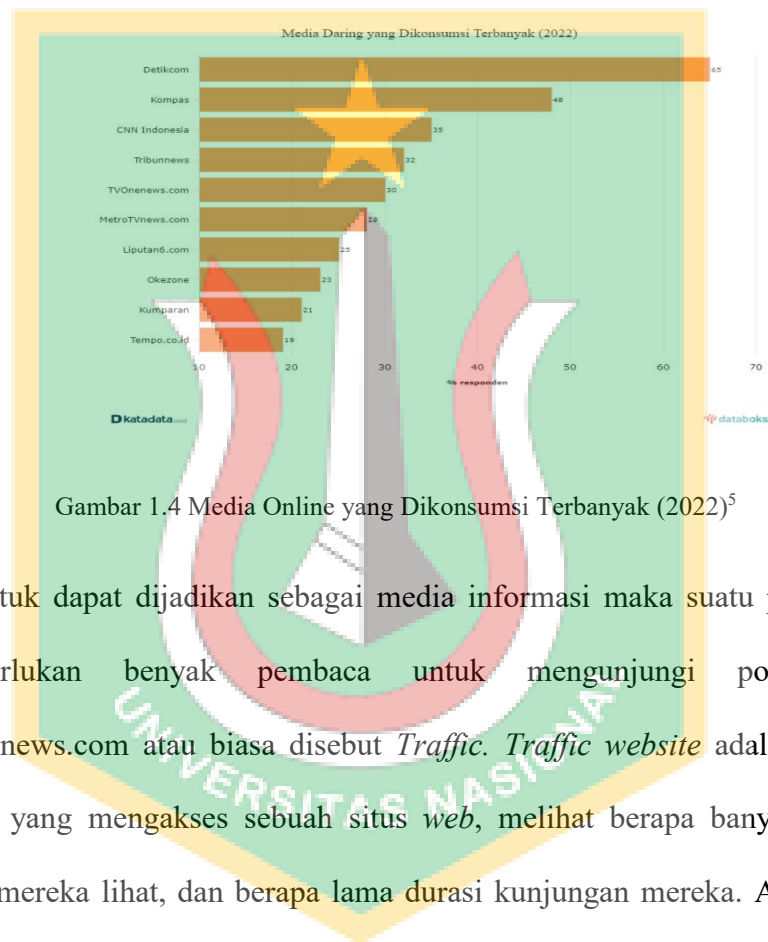 Media Daring yang Dikonsumsi Terbanyak (2022)
Detikcom 65
Kompas 48
CNN Indonesia 35
Tribunnews 32
TVOnenews.com 30
MetroTVnews.com 28
Liputan6.com 25
Okezone 23
Kumparan 21
Tempo.co.id 19
10 20 30 40 50 60 70
% responden
katadata databoks
Gambar 1.4 Media Online yang Dikonsumsi Terbanyak (2022)5
tuk dapat dijadikan sebagai media informasi maka suatu p
rlukan benyak pembaca untuk mengunjungi po
news.com atau biasa disebut Traffic. Traffic website adal
yang mengakses sebuah situs web, melihat berapa bany
mereka lihat, dan berapa lama durasi kunjungan mereka. A
UNIVERSITAS NASIONAL